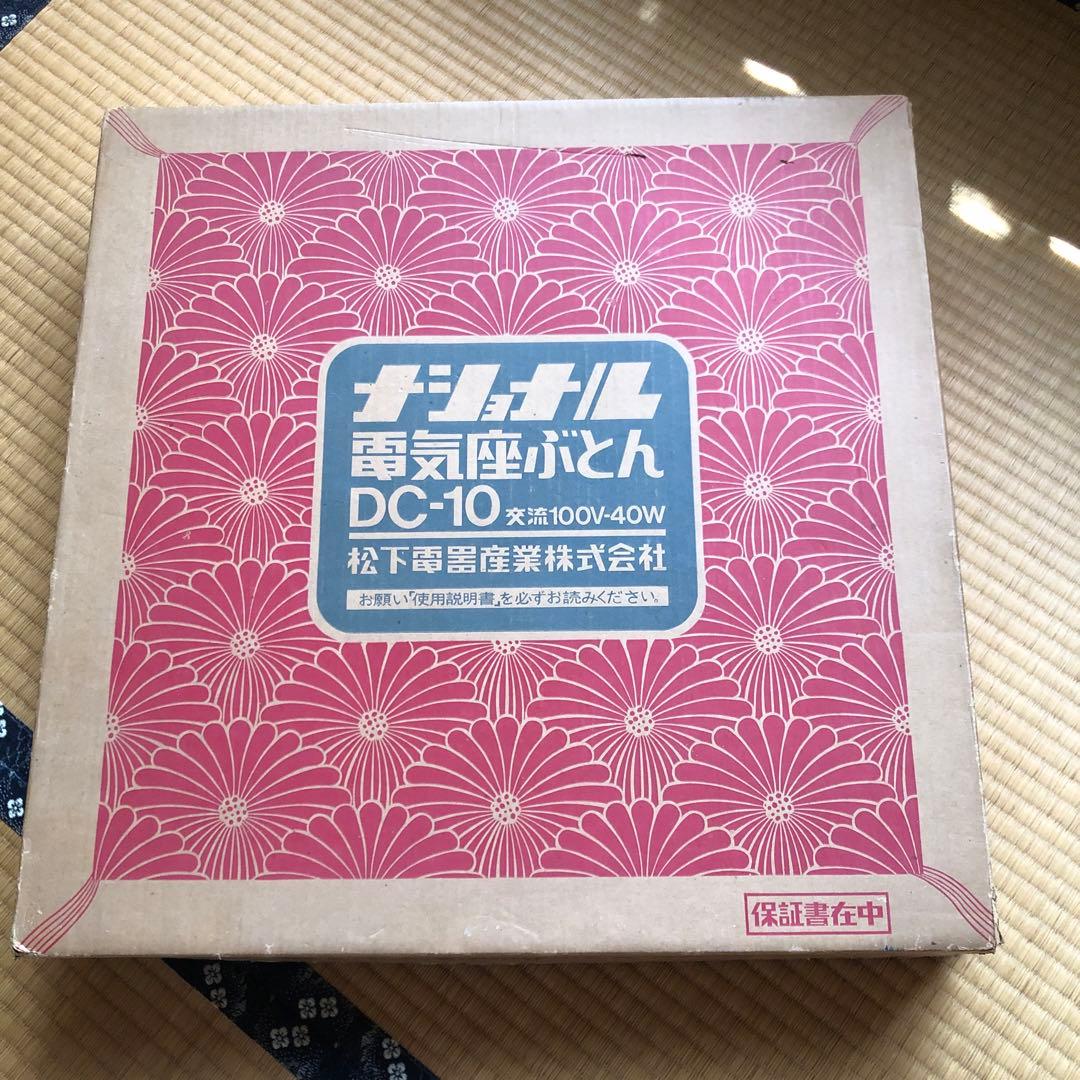 ナショナル
電気座ぶとん
DC-10 交流100V-40W
松下電器産業株式会社
お願い「使用説明書」を必ずお読みください。
保証書在中